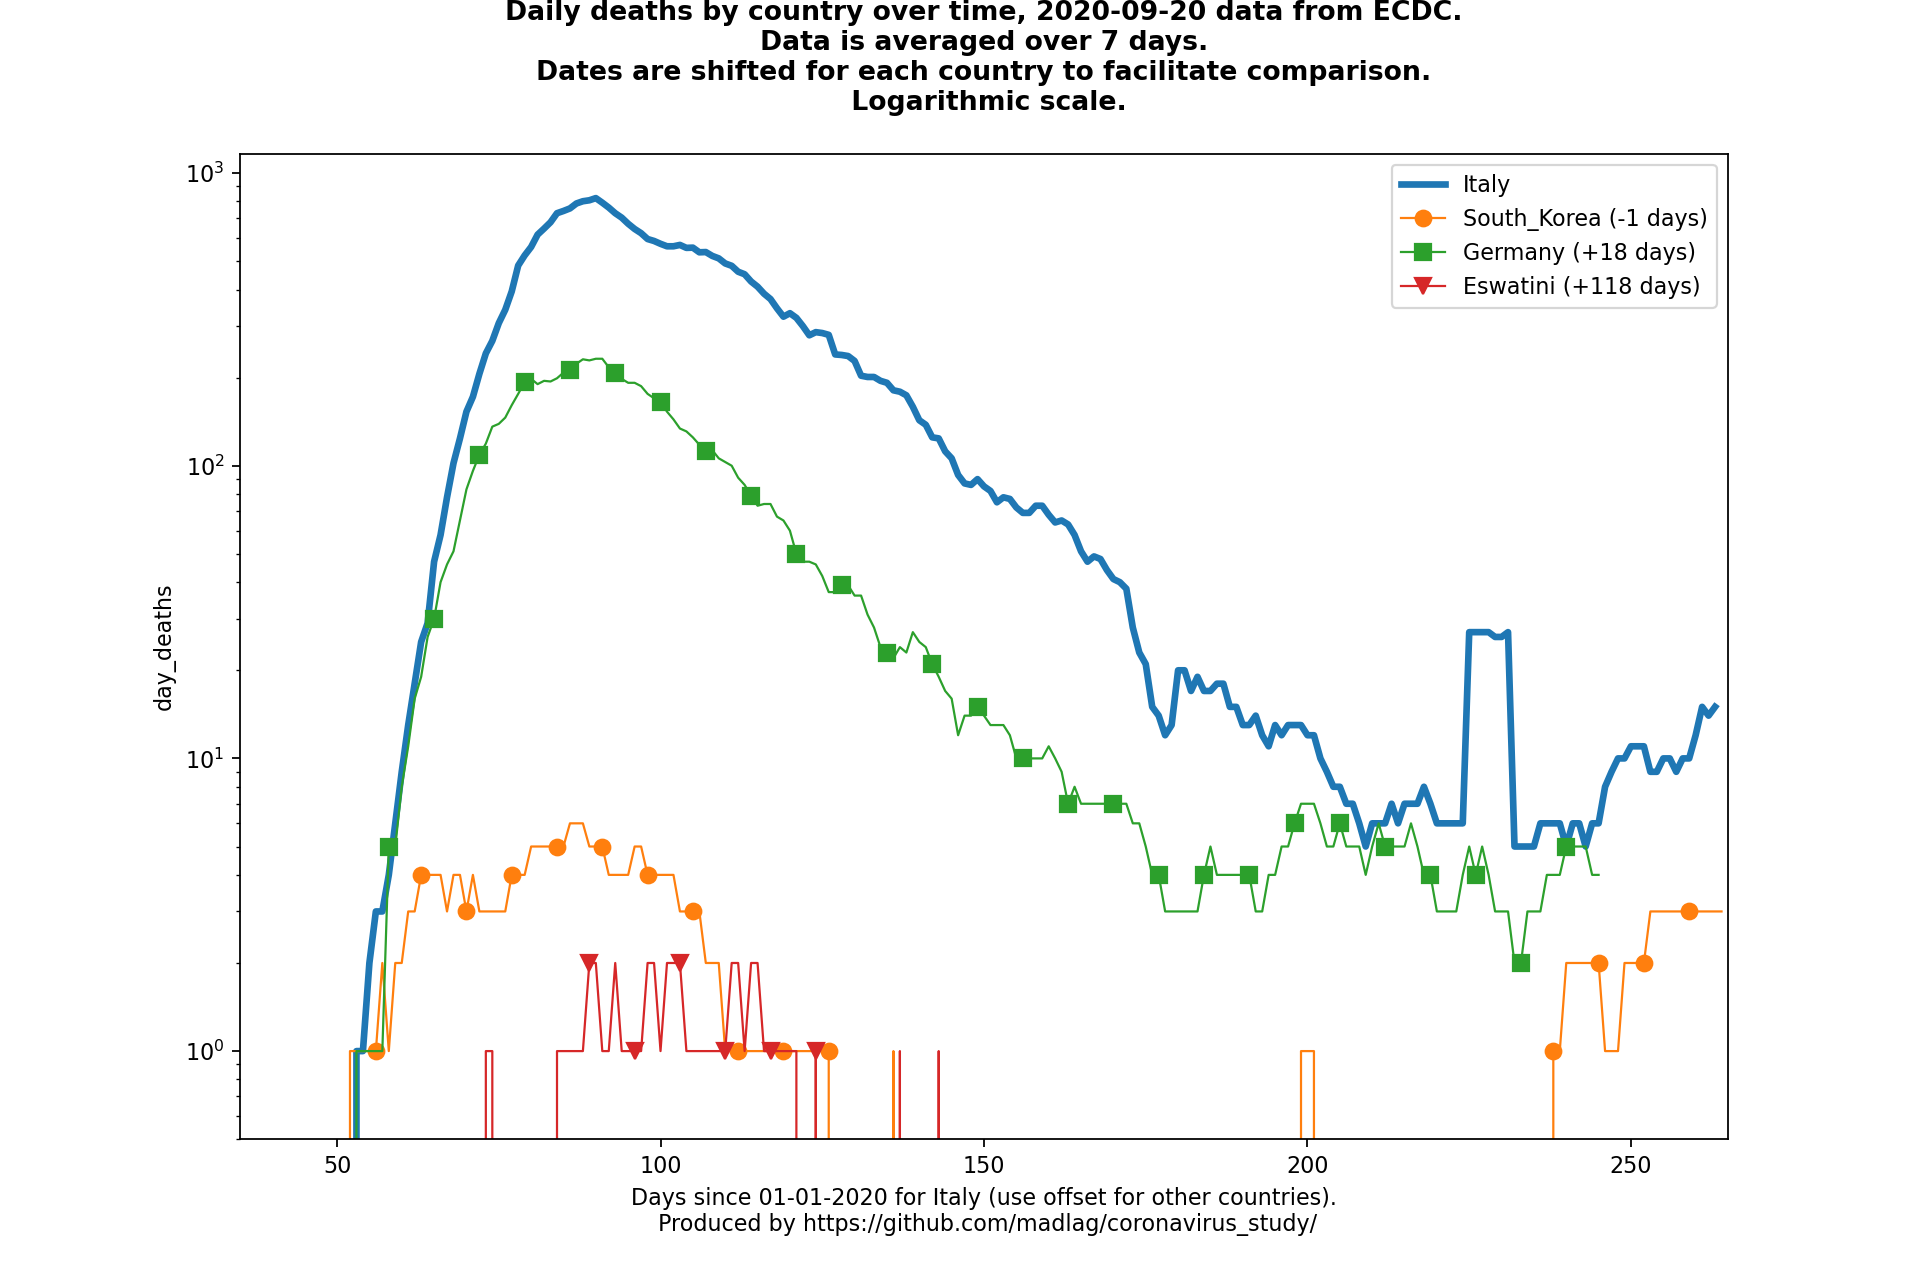 Daily deaths by country over time, 2020-09-20 data from ECDC.
Data is averaged over 7 days.
Dates are shifted for each country to facilitate comparison.
Logarithmic scale.
10³
10²
10¹
10⁰
day_deaths
Italy
South_Korea (-1 days)
Germany (+18 days)
Eswatini (+118 days)
50 100 150 200 250
Days since 01-01-2020 for Italy (use offset for other countries).
Produced by https://github.com/madlag/coronavirus_study/